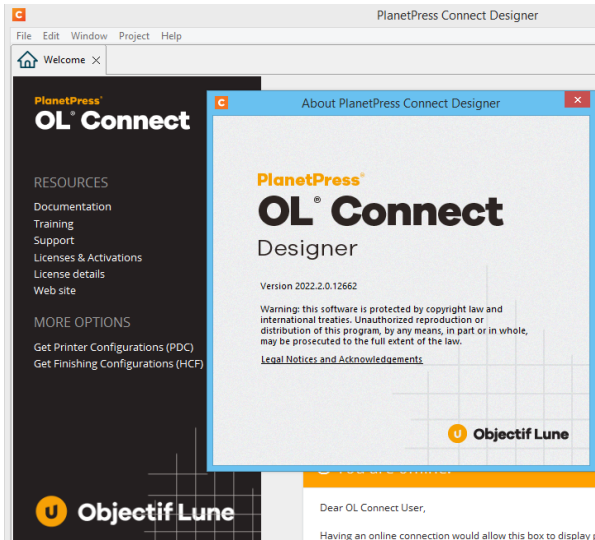 PlanetPress Connect Designer
File Edit Window Project Help
Welcome
PlanetPress®
OL® Connect
RESOURCES
Documentation
Training
Support
Licenses & Activations
License details
Web site
MORE OPTIONS
Get Printer Configurations (PDC)
Get Finishing Configurations (HCF)
Objectif Lune
About PlanetPress Connect Designer
PlanetPress®
OL® Connect
Designer
Version 2022.2.0.12662
Warning: this software is protected by copyright law and
international treaties. Unauthorized reproduction or
distribution of this program, by any means, in part or in whole,
may be prosecuted to the full extent of the law.
Legal Notices and Acknowledgements
Objectif Lune
Dear OL Connect User,
Having an online connection would allow this box to display